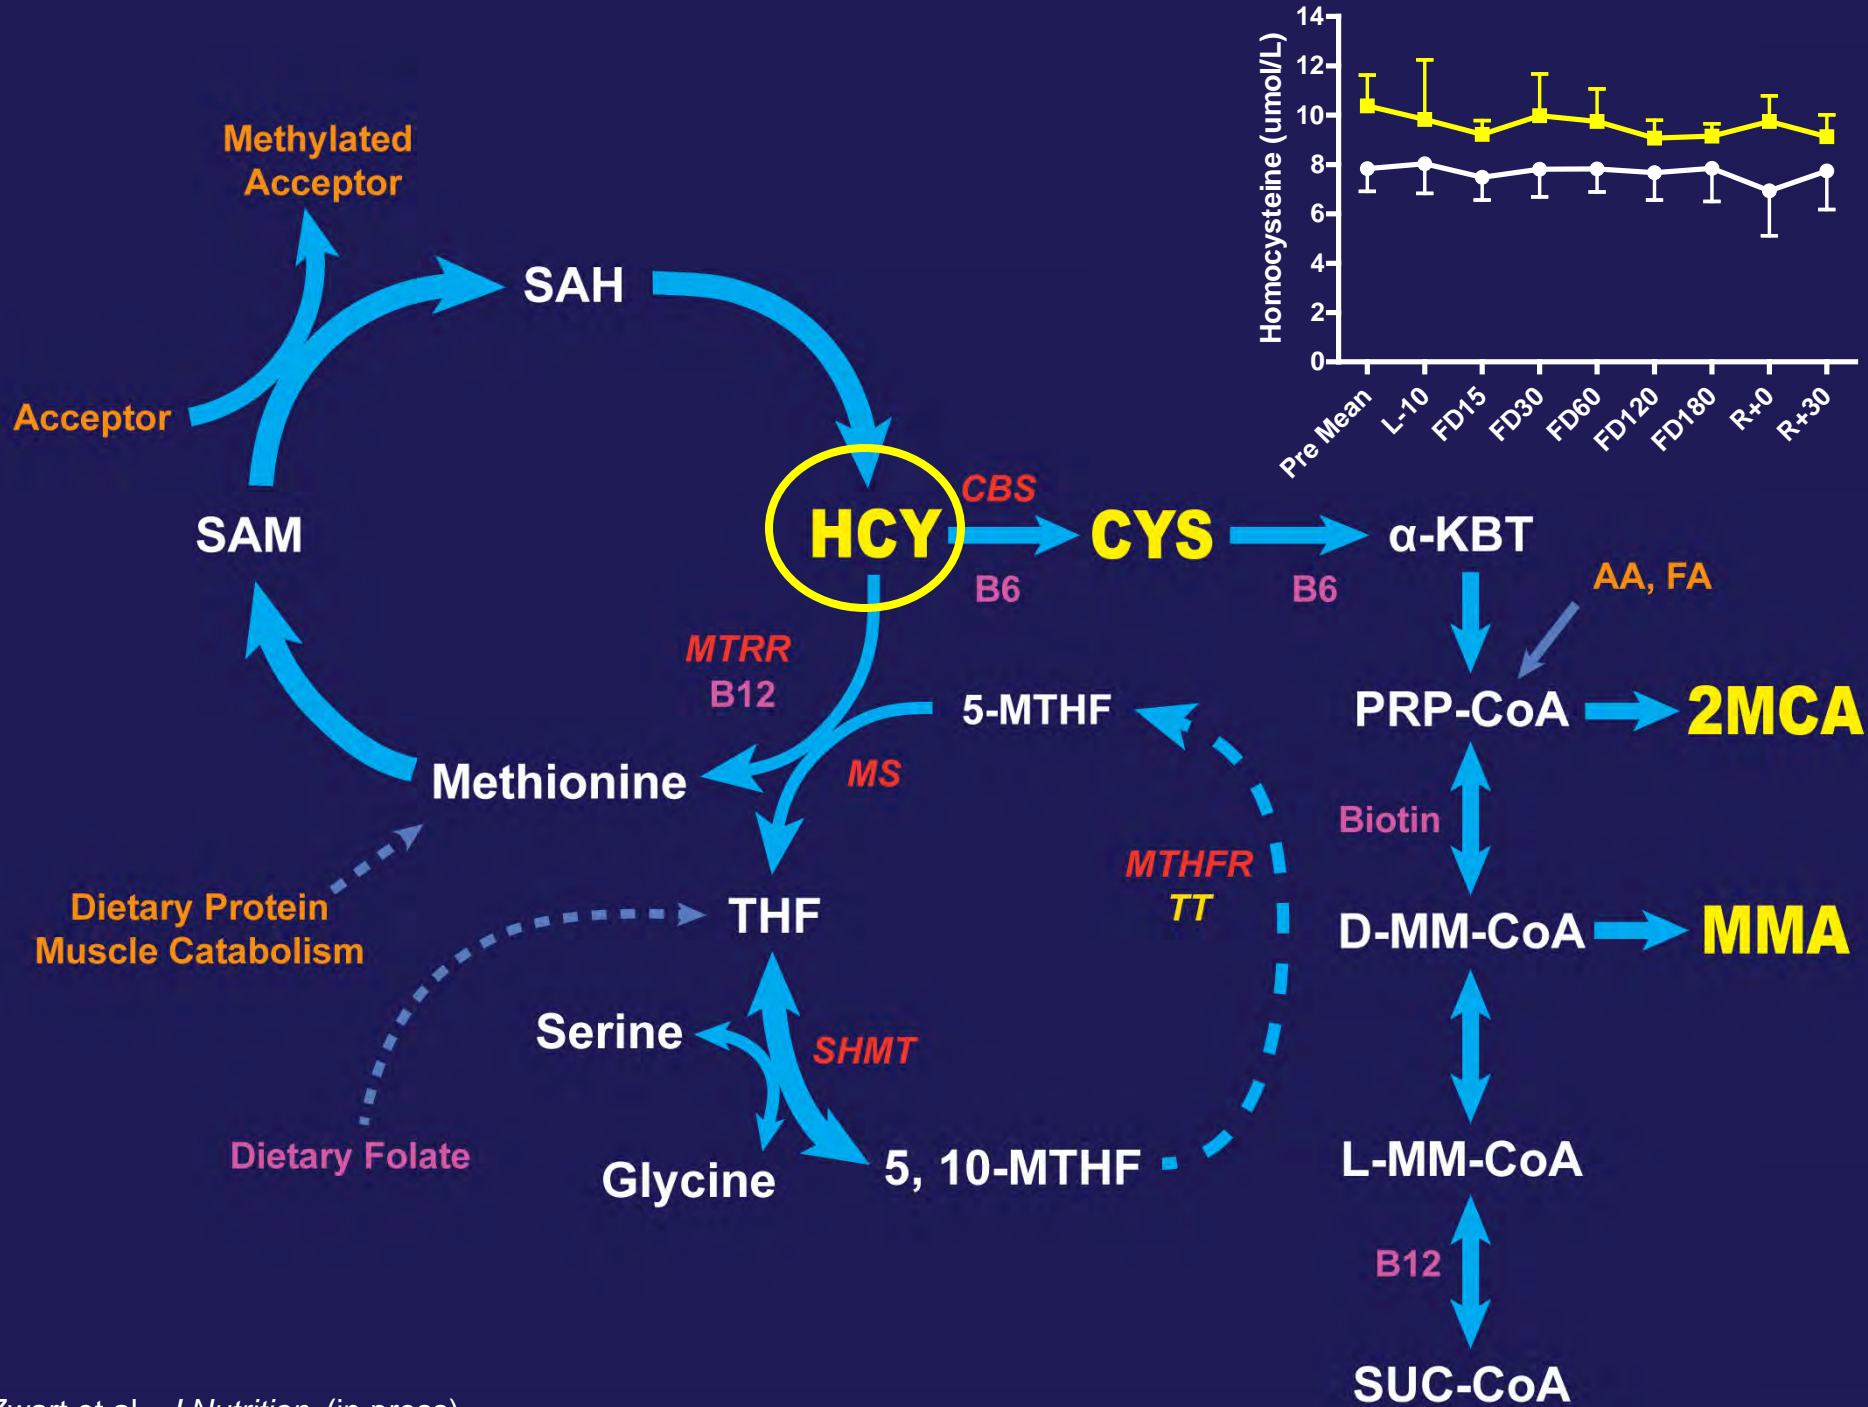 Methylated
Acceptor
SAH
Acceptor
SAM
HCY
CBS
CYS
α-KBT
B6
B6
AA, FA
MTRR
B12
5-MTHF
PRP-CoA
2MCA
Methionine
MS
Biotin
MTHFR
TT
Dietary Protein
Muscle Catabolism
THF
D-MM-CoA
MMA
Serine
SHMT
Dietary Folate
Glycine
5, 10-MTHF
L-MM-CoA
B12
SUC-CoA
Homocysteine (umol/L)
14
12
10
8
6
4
2
0
Pre Mean
L-10
FD15
FD30
FD60
FD120
FD180
R+0
R+30
Zwart et al., J Nutrition, (in press)